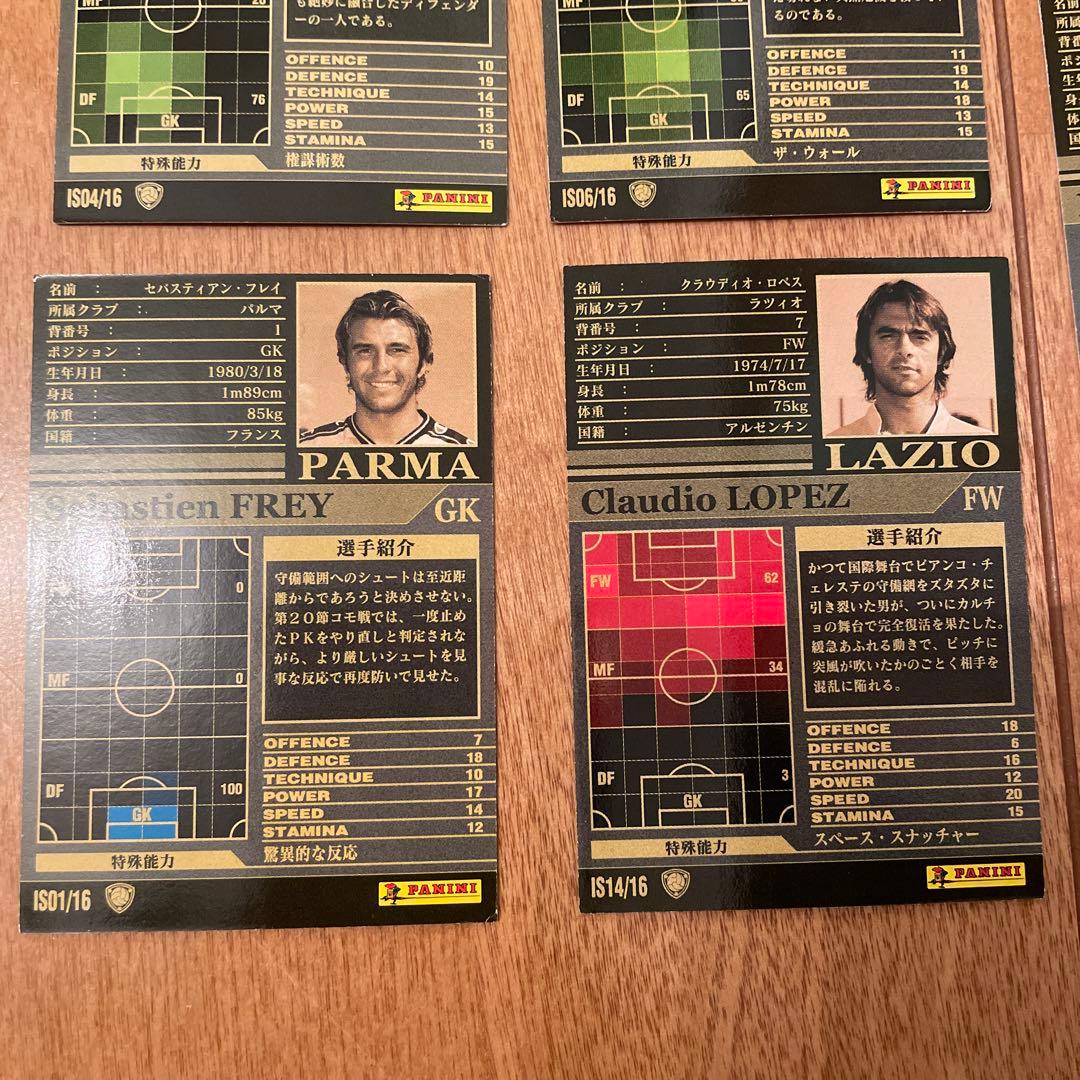 MF 20
も絶妙に融合したディフェンダ
ーの一人である。
OFFENCE 10
DEFENCE 19
TECHNIQUE 14
POWER 15
SPEED 13
STAMINA 15
DF 76
GK
特殊能力
権謀術数
IS04/16
PANINI
るのである。
OFFENCE 11
DEFENCE 19
TECHNIQUE 14
POWER 18
SPEED 13
STAMINA 15
DF 65
GK
特殊能力
ザ・ウォール
IS06/16
PANINI
名前
所属
背番
ポジ
生年
身
体
国
名前 : セバスティアン・フレイ
所属クラブ : パルマ
背番号 : 1
ポジション : GK
生年月日 : 1980/3/18
身長 : 1m89cm
体重 : 85kg
国籍 : フランス
PARMA
Sebastien FREY
GK
選手紹介
守備範囲へのシュートは至近距
離からであろうと決めさせない。
第20節コモ戦では、一度止め
たPKをやり直しと判定されな
がら、より厳しいシュートを見
事な反応で再度防いで見せた。
0
MF 0
DF 100
GK
OFFENCE 7
DEFENCE 18
TECHNIQUE 10
POWER 17
SPEED 14
STAMINA 12
特殊能力
驚異的な反応
IS01/16
PANINI
名前 : クラウディオ・ロペス
所属クラブ : ラツィオ
背番号 : 7
ポジション : FW
生年月日 : 1974/7/17
身長 : 1m78cm
体重 : 75kg
国籍 : アルゼンチン
LAZIO
Claudio LOPEZ
FW
選手紹介
かつて国際舞台でビアンコ・チ
ェレステの守備網をズタズタに
引き裂いた男が、ついにカルチ
ョの舞台で完全復活を果たした。
緩急あふれる動きで、ピッチに
突風が吹いたかのごとく相手を
混乱に陥れる。
FW 62
MF 34
DF 3
GK
OFFENCE 18
DEFENCE 6
TECHNIQUE 16
POWER 12
SPEED 20
STAMINA 15
特殊能力
スペース・スナッチャー
IS14/16
PANINI